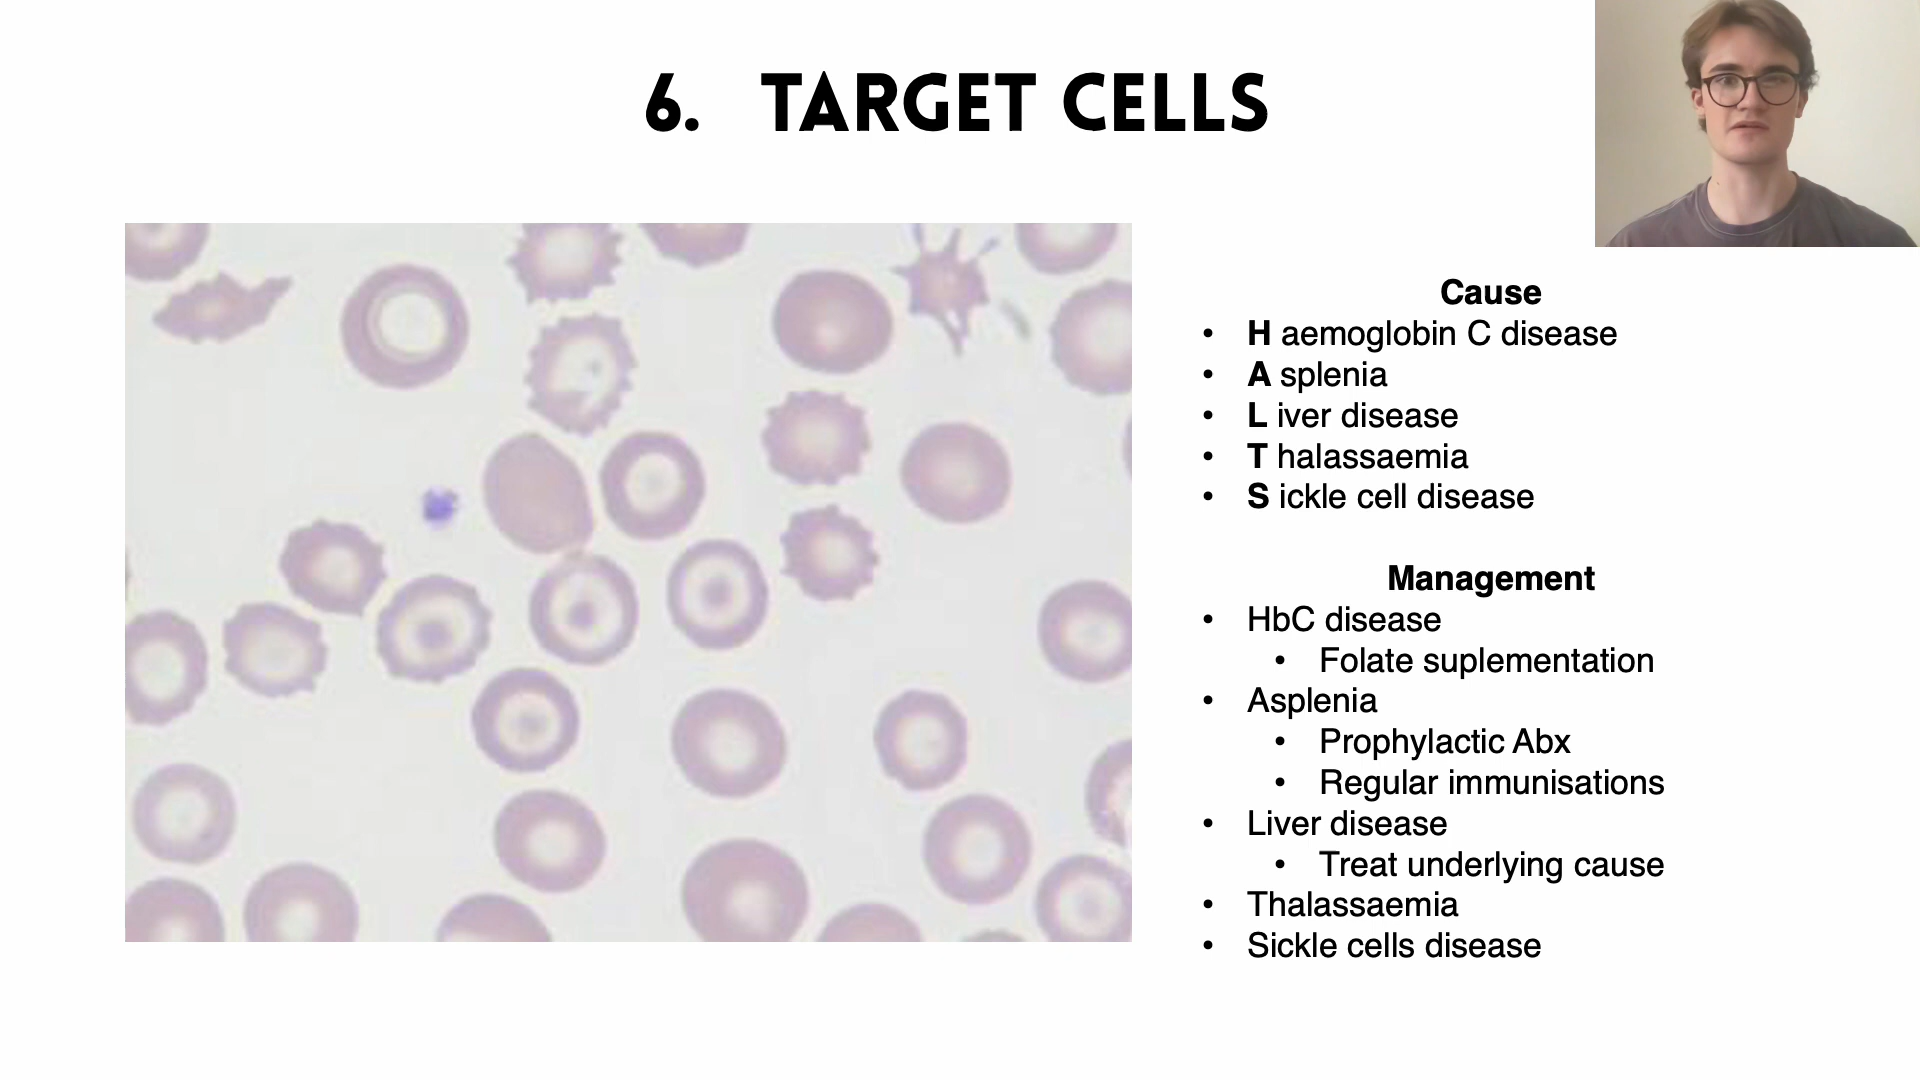 6. TARGET CELLS
Cause
• H aemoglobin C disease
• A splenia
• L iver disease
• T halassaemia
• S ickle cell disease
Management
• HbC disease
• Folate suplementation
• Asplenia
• Prophylactic Abx
• Regular immunisations
• Liver disease
• Treat underlying cause
• Thalassaemia
• Sickle cells disease